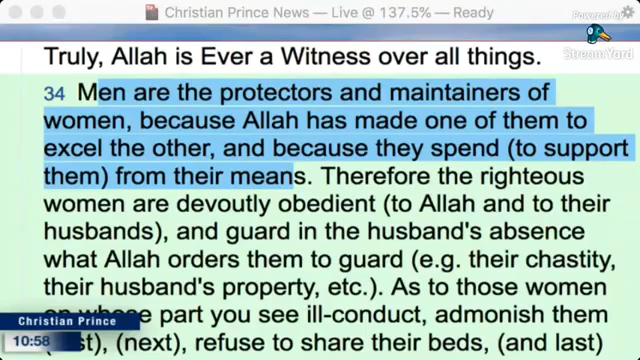 Christian Prince News — Live @ 137.5% — Ready
Powered by
StreamYard
Truly, Allah is Ever a Witness over all things.
34 Men are the protectors and maintainers of
women, because Allah has made one of them to
excel the other, and because they spend (to support
them) from their means. Therefore the righteous
women are devoutly obedient (to Allah and to their
husbands), and guard in the husband's absence
what Allah orders them to guard (e.g. their chastity,
their husband's property, etc.). As to those women
whose part you see ill-conduct, admonish them
(next), refuse to share their beds, (and last)
Christian Prince
10:58